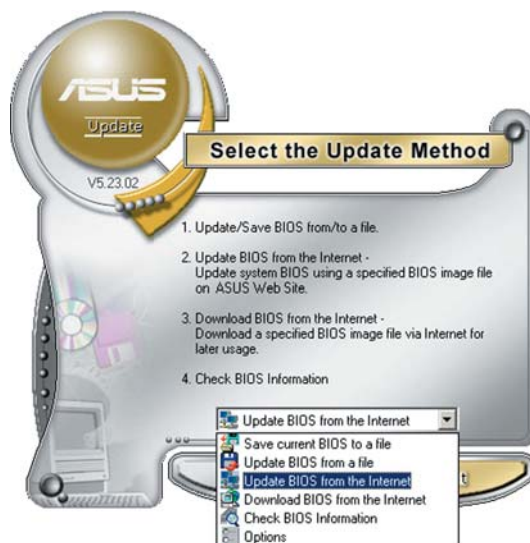 ASUS
Update
V5.23.02
Select the Update Method
1. Update/Save BIOS from/to a file.
2. Update BIOS from the Internet -
Update system BIOS using a specified BIOS image file
on ASUS Web Site.
3. Download BIOS from the Internet -
Download a specified BIOS image file via Internet for
later usage.
4. Check BIOS Information
Update BIOS from the Internet
Save current BIOS to a file
Update BIOS from a file
Update BIOS from the Internet
Download BIOS from the Internet
Check BIOS Information
Options